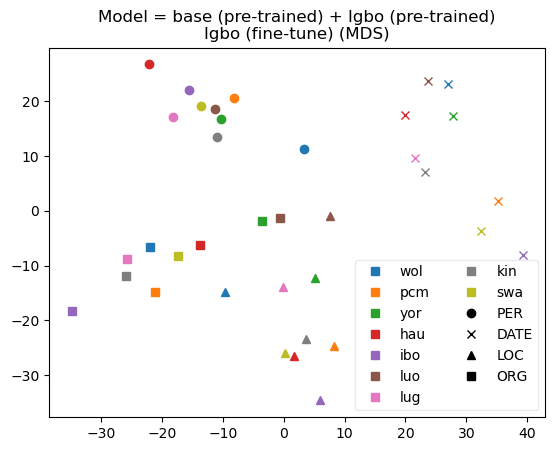 Model = base (pre-trained) + Igbo (pre-trained)
Igbo (fine-tune) (MDS)
20
10
0
−10
−20
−30
wol
pcm
yor
hau
ibo
luo
lug
kin
swa
PER
DATE
LOC
ORG
−30 −20 −10 0 10 20 30 40